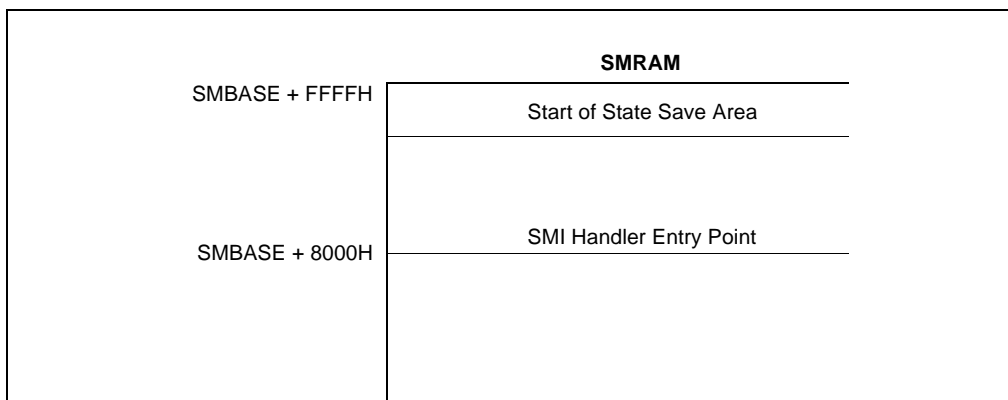 SMRAM
SMBASE + FFFFH
Start of State Save Area
SMI Handler Entry Point
SMBASE + 8000H